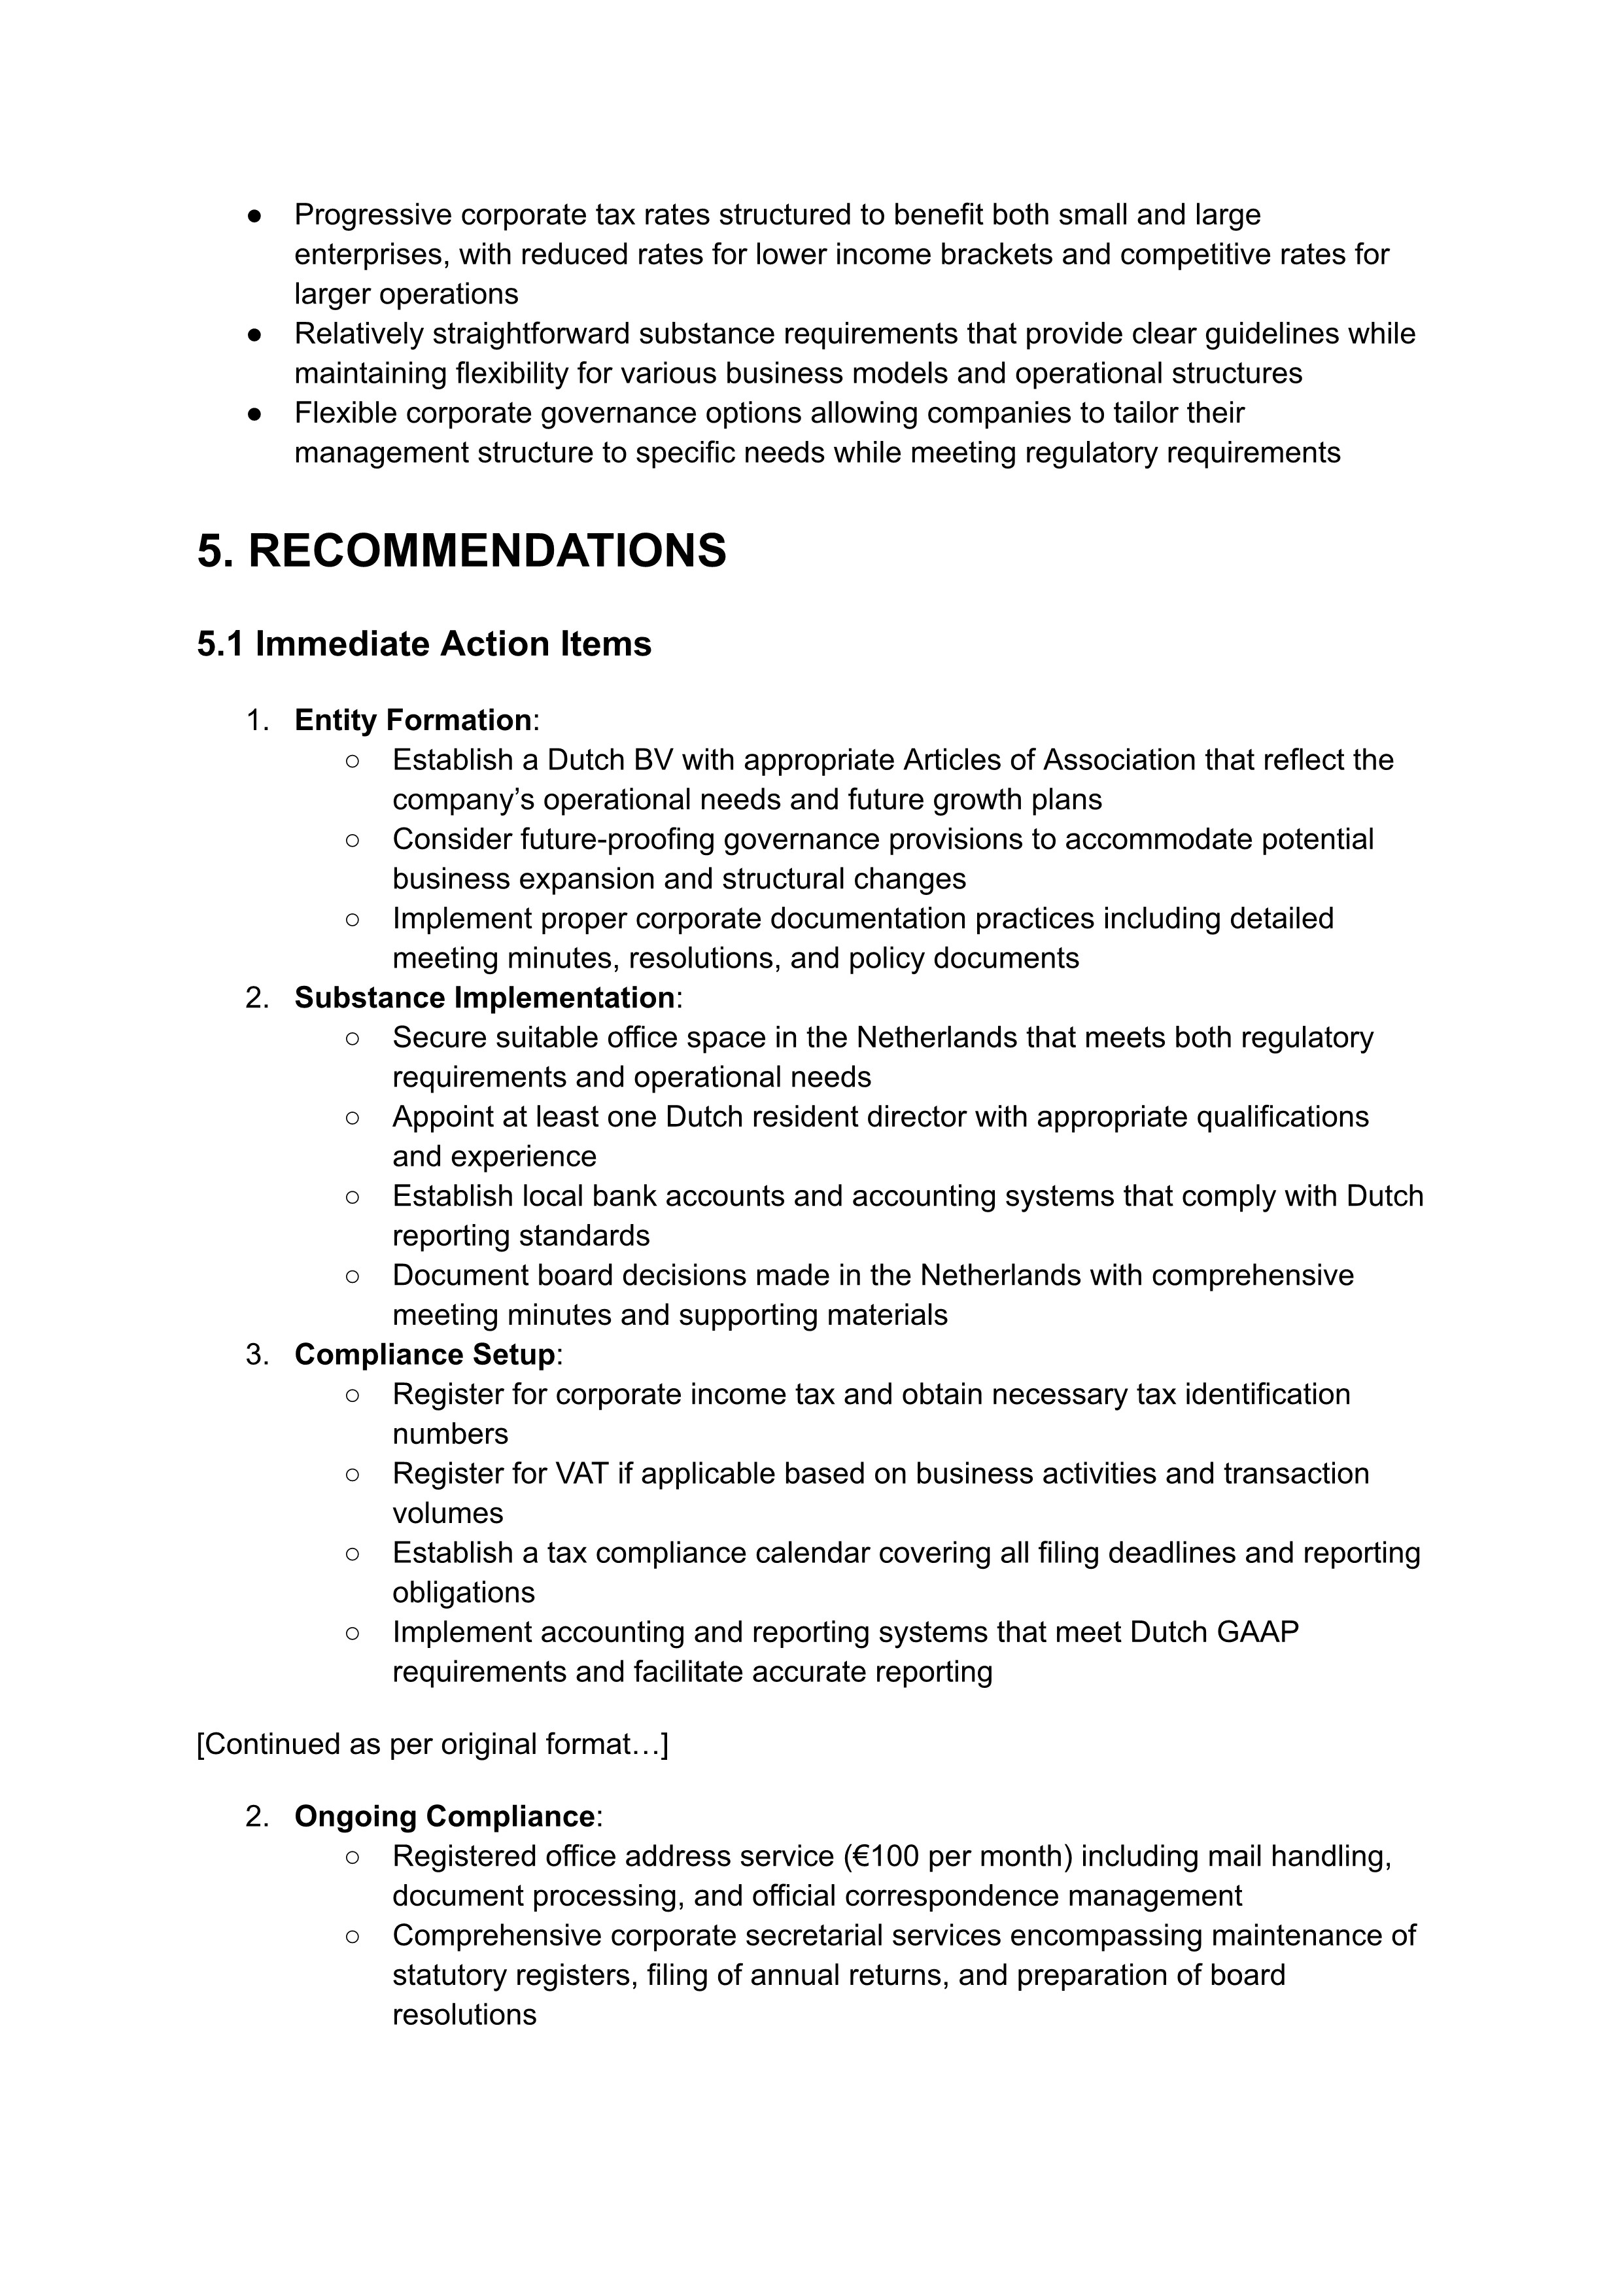 ● Progressive corporate tax rates structured to benefit both small and large
enterprises, with reduced rates for lower income brackets and competitive rates for
larger operations
● Relatively straightforward substance requirements that provide clear guidelines while
maintaining flexibility for various business models and operational structures
● Flexible corporate governance options allowing companies to tailor their
management structure to specific needs while meeting regulatory requirements
5. RECOMMENDATIONS
5.1 Immediate Action Items
1. Entity Formation:
○ Establish a Dutch BV with appropriate Articles of Association that reflect the
company’s operational needs and future growth plans
○ Consider future-proofing governance provisions to accommodate potential
business expansion and structural changes
○ Implement proper corporate documentation practices including detailed
meeting minutes, resolutions, and policy documents
2. Substance Implementation:
○ Secure suitable office space in the Netherlands that meets both regulatory
requirements and operational needs
○ Appoint at least one Dutch resident director with appropriate qualifications
and experience
○ Establish local bank accounts and accounting systems that comply with Dutch
reporting standards
○ Document board decisions made in the Netherlands with comprehensive
meeting minutes and supporting materials
3. Compliance Setup:
○ Register for corporate income tax and obtain necessary tax identification
numbers
○ Register for VAT if applicable based on business activities and transaction
volumes
○ Establish a tax compliance calendar covering all filing deadlines and reporting
obligations
○ Implement accounting and reporting systems that meet Dutch GAAP
requirements and facilitate accurate reporting
[Continued as per original format…]
2. Ongoing Compliance:
○ Registered office address service (€100 per month) including mail handling,
document processing, and official correspondence management
○ Comprehensive corporate secretarial services encompassing maintenance of
statutory registers, filing of annual returns, and preparation of board
resolutions